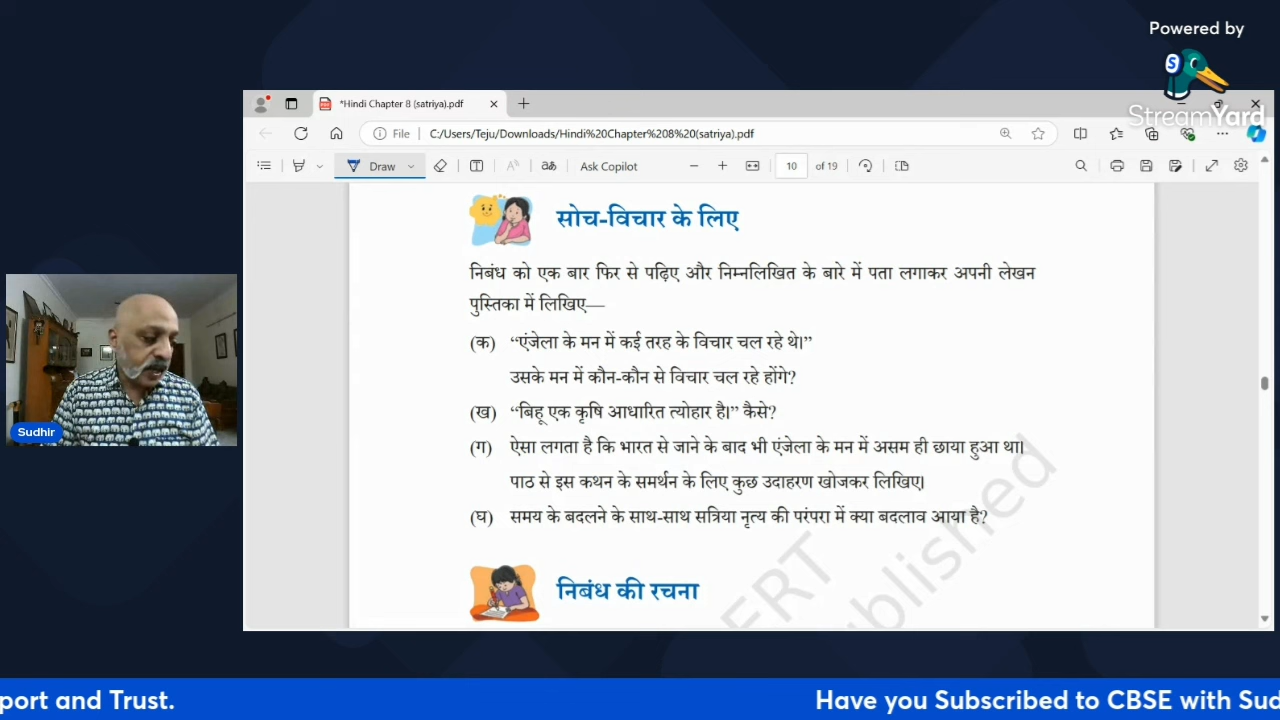 Powered by
StreamYard
*Hindi Chapter 8 (satriya).pdf
File
C:/Users/Teju/Downloads/Hindi%20Chapter%208%20(satriya).pdf
Draw
Ask Copilot
10 of 19
सोच-विचार के लिए
निबंध को एक बार फिर से पढ़िए और निम्नलिखित के बारे में पता लगाकर अपनी लेखन
पुस्तिका में लिखिए—
(क) “एंजेला के मन में कई तरह के विचार चल रहे थे।”
उसके मन में कौन-कौन से विचार चल रहे होंगे?
(ख) “बिहू एक कृषि आधारित त्योहार है।” कैसे?
(ग) ऐसा लगता है कि भारत से जाने के बाद भी एंजेला के मन में असम ही छाया हुआ था।
पाठ से इस कथन के समर्थन के लिए कुछ उदाहरण खोजकर लिखिए।
(घ) समय के बदलने के साथ-साथ सत्रिया नृत्य की परंपरा में क्या बदलाव आया है?
निबंध की रचना
ERT
ublished
Sudhir
port and Trust.
Have you Subscribed to CBSE with Sud